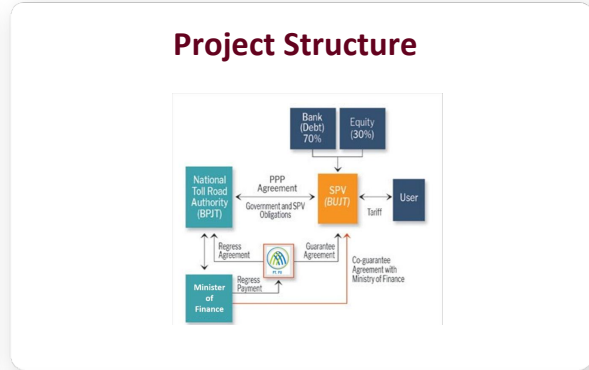 Project Structure
Bank
(Debt)
70%
Equity
(30%)
National
Toll Road
Authority
(BPJT)
PPP
Agreement
Government and SPV
Obligations
SPV
(BUJT)
Tariff
User
Regress
Agreement
Guarantee
Agreement
Co-guarantee
Agreement with
Ministry of Finance
Regress
Payment
Minister
of
Finance